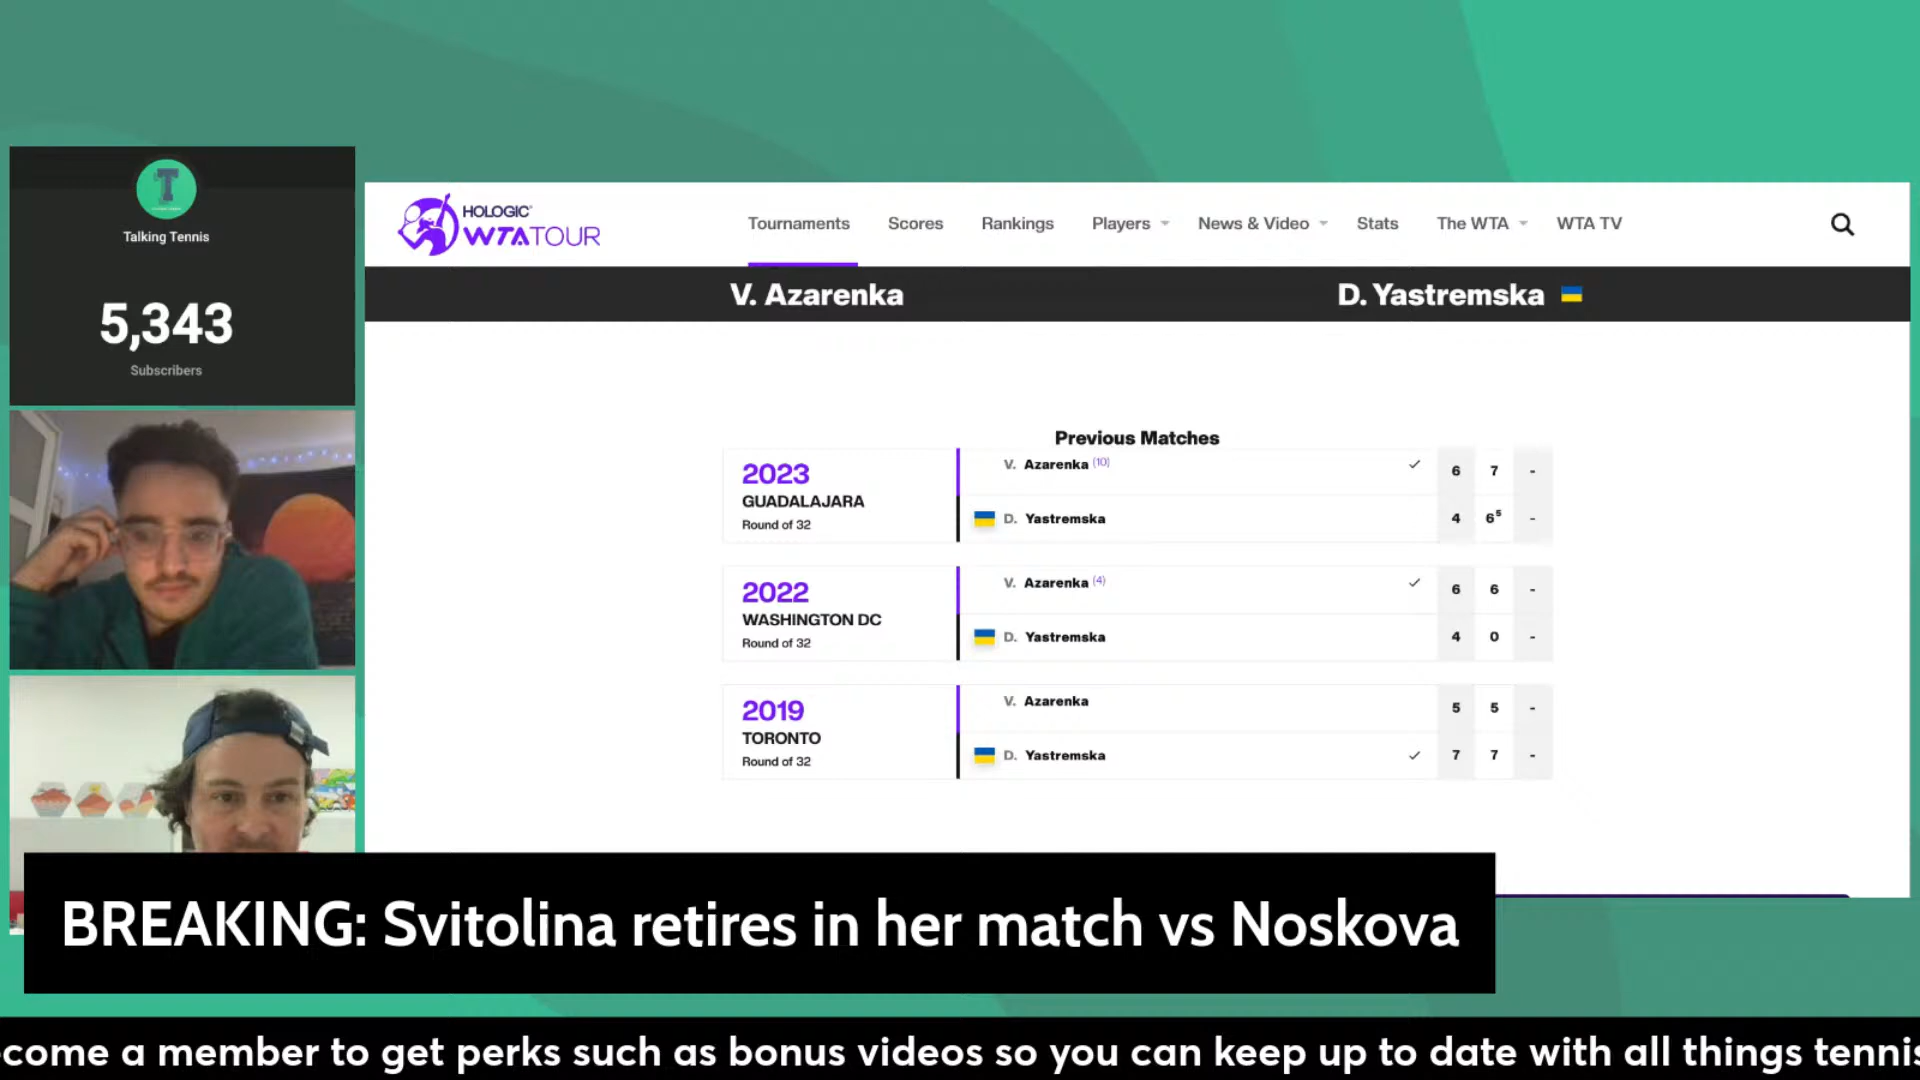 Talking Tennis
5,343
Subscribers
HOLOGIC
WTATOUR
Tournaments Scores Rankings Players News & Video Stats The WTA WTA TV
V. Azarenka D. Yastremska
Previous Matches
2023
GUADALAJARA
Round of 32
V. Azarenka (10) 6 7 -
D. Yastremska 4 6⁵ -
2022
WASHINGTON DC
Round of 32
V. Azarenka (4) 6 6 -
D. Yastremska 4 0 -
2019
TORONTO
Round of 32
V. Azarenka 5 5 -
D. Yastremska 7 7 -
BREAKING: Svitolina retires in her match vs Noskova
come a member to get perks such as bonus videos so you can keep up to date with all things tennis